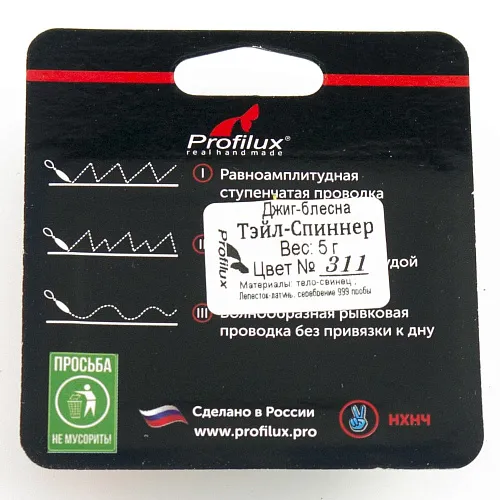 Profilux®
real handmade
I Равноамплитудная
ступенчатая проводка
Джиг-блесна
Тэйл-Спиннер
Вес: 5 г
Цвет № 311
Profilux
Материалы: тело-свинец,
Лепесток-латунь, серебрение 999 пробы
II
удой
III Волнообразная рывковая
проводка без привязки к дну
ПРОСЬБА
НЕ МУСОРИТЬ!
Сделано в России
www.profilux.pro
НХНЧ